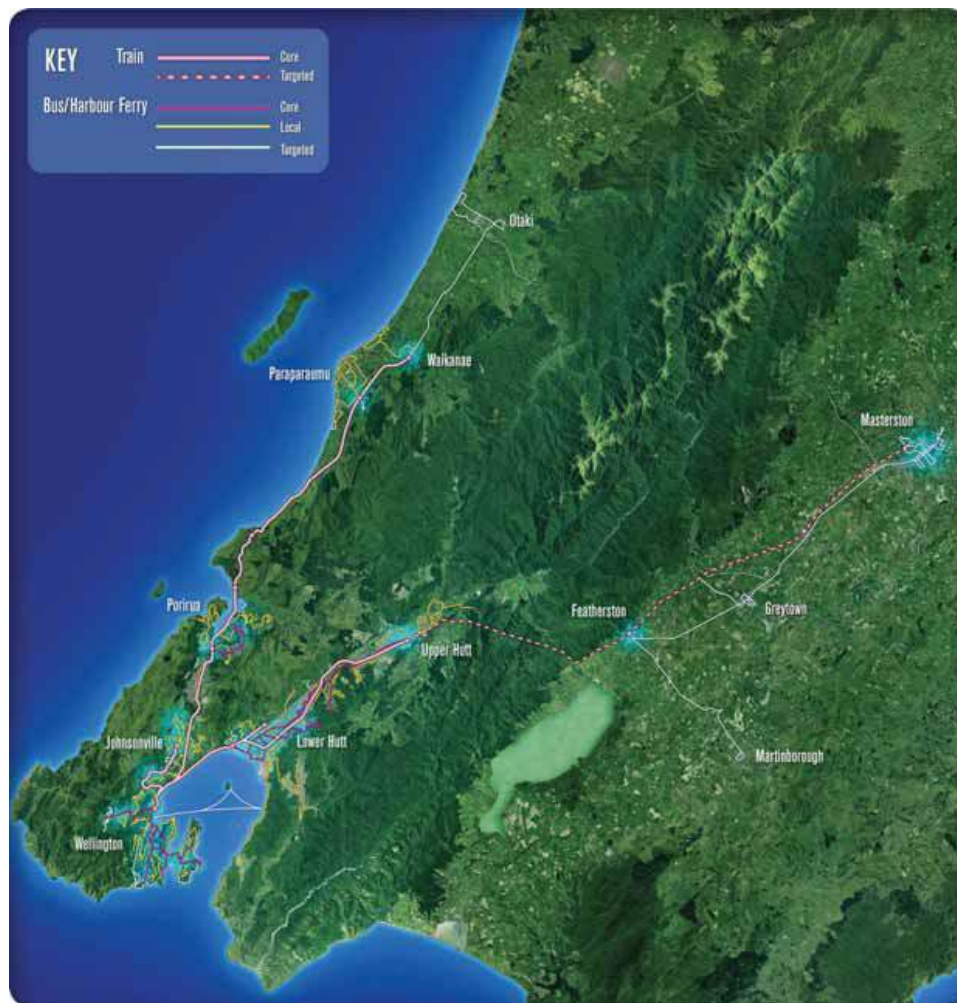 KEY
Train
Core
Targeted
Bus/Harbour Ferry
Core
Local
Targeted
Otaki
Waikanae
Paraparaumu
Masterton
Porirua
Featherston
Greytown
Upper Hutt
Johnsonville
Lower Hutt
Martinborough
Wellington